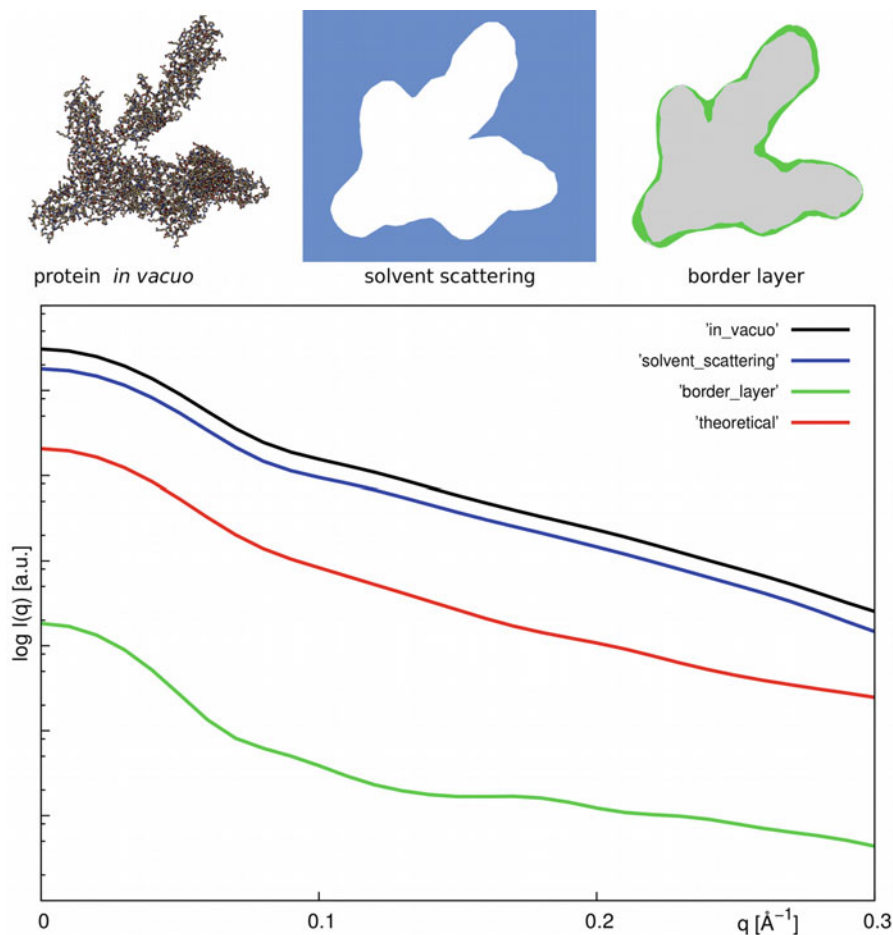 protein in vacuo
solvent scattering
border layer
'in_vacuo'
'solvent_scattering'
'border_layer'
'theoretical'
log I(q) [a.u.]
0
0.1
0.2
q [Å⁻¹]
0.3